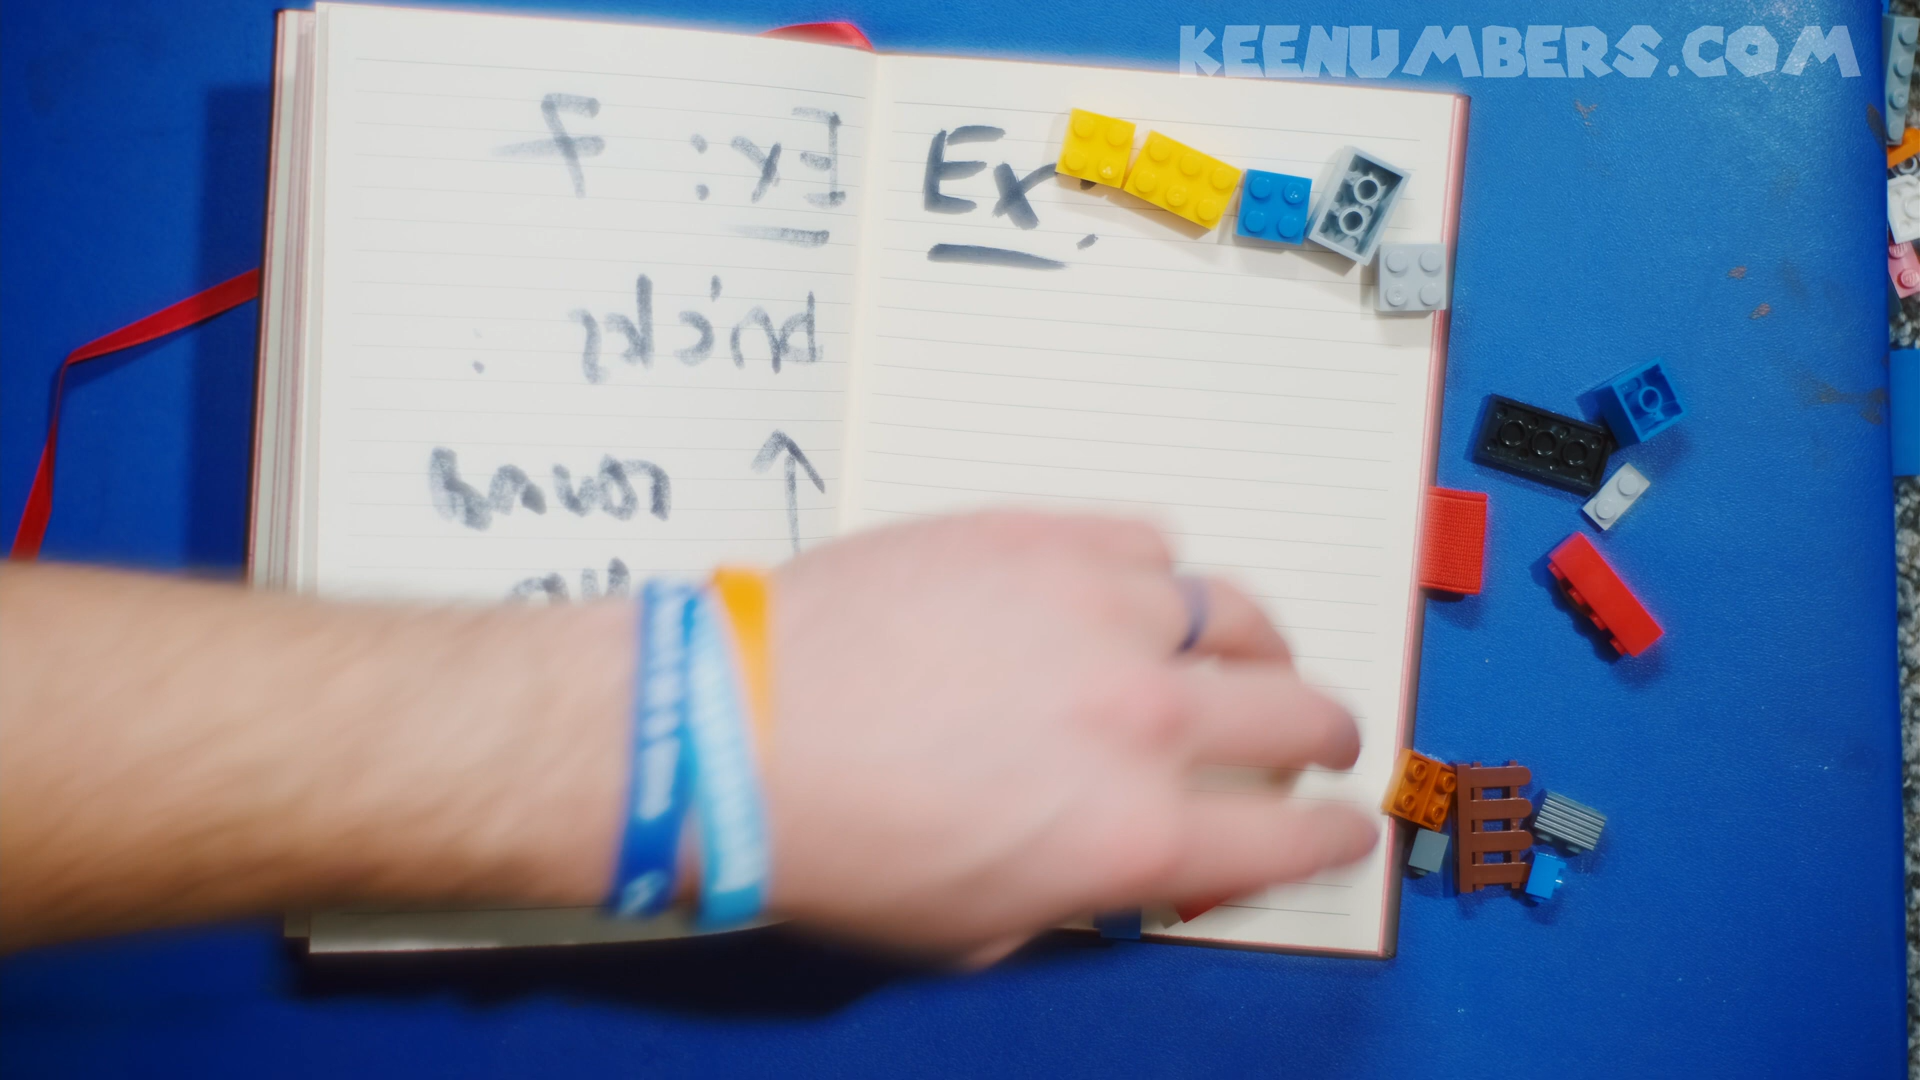 KEENUMBERS.COM
Ex: 7
bricks :
↑ round
Ex: